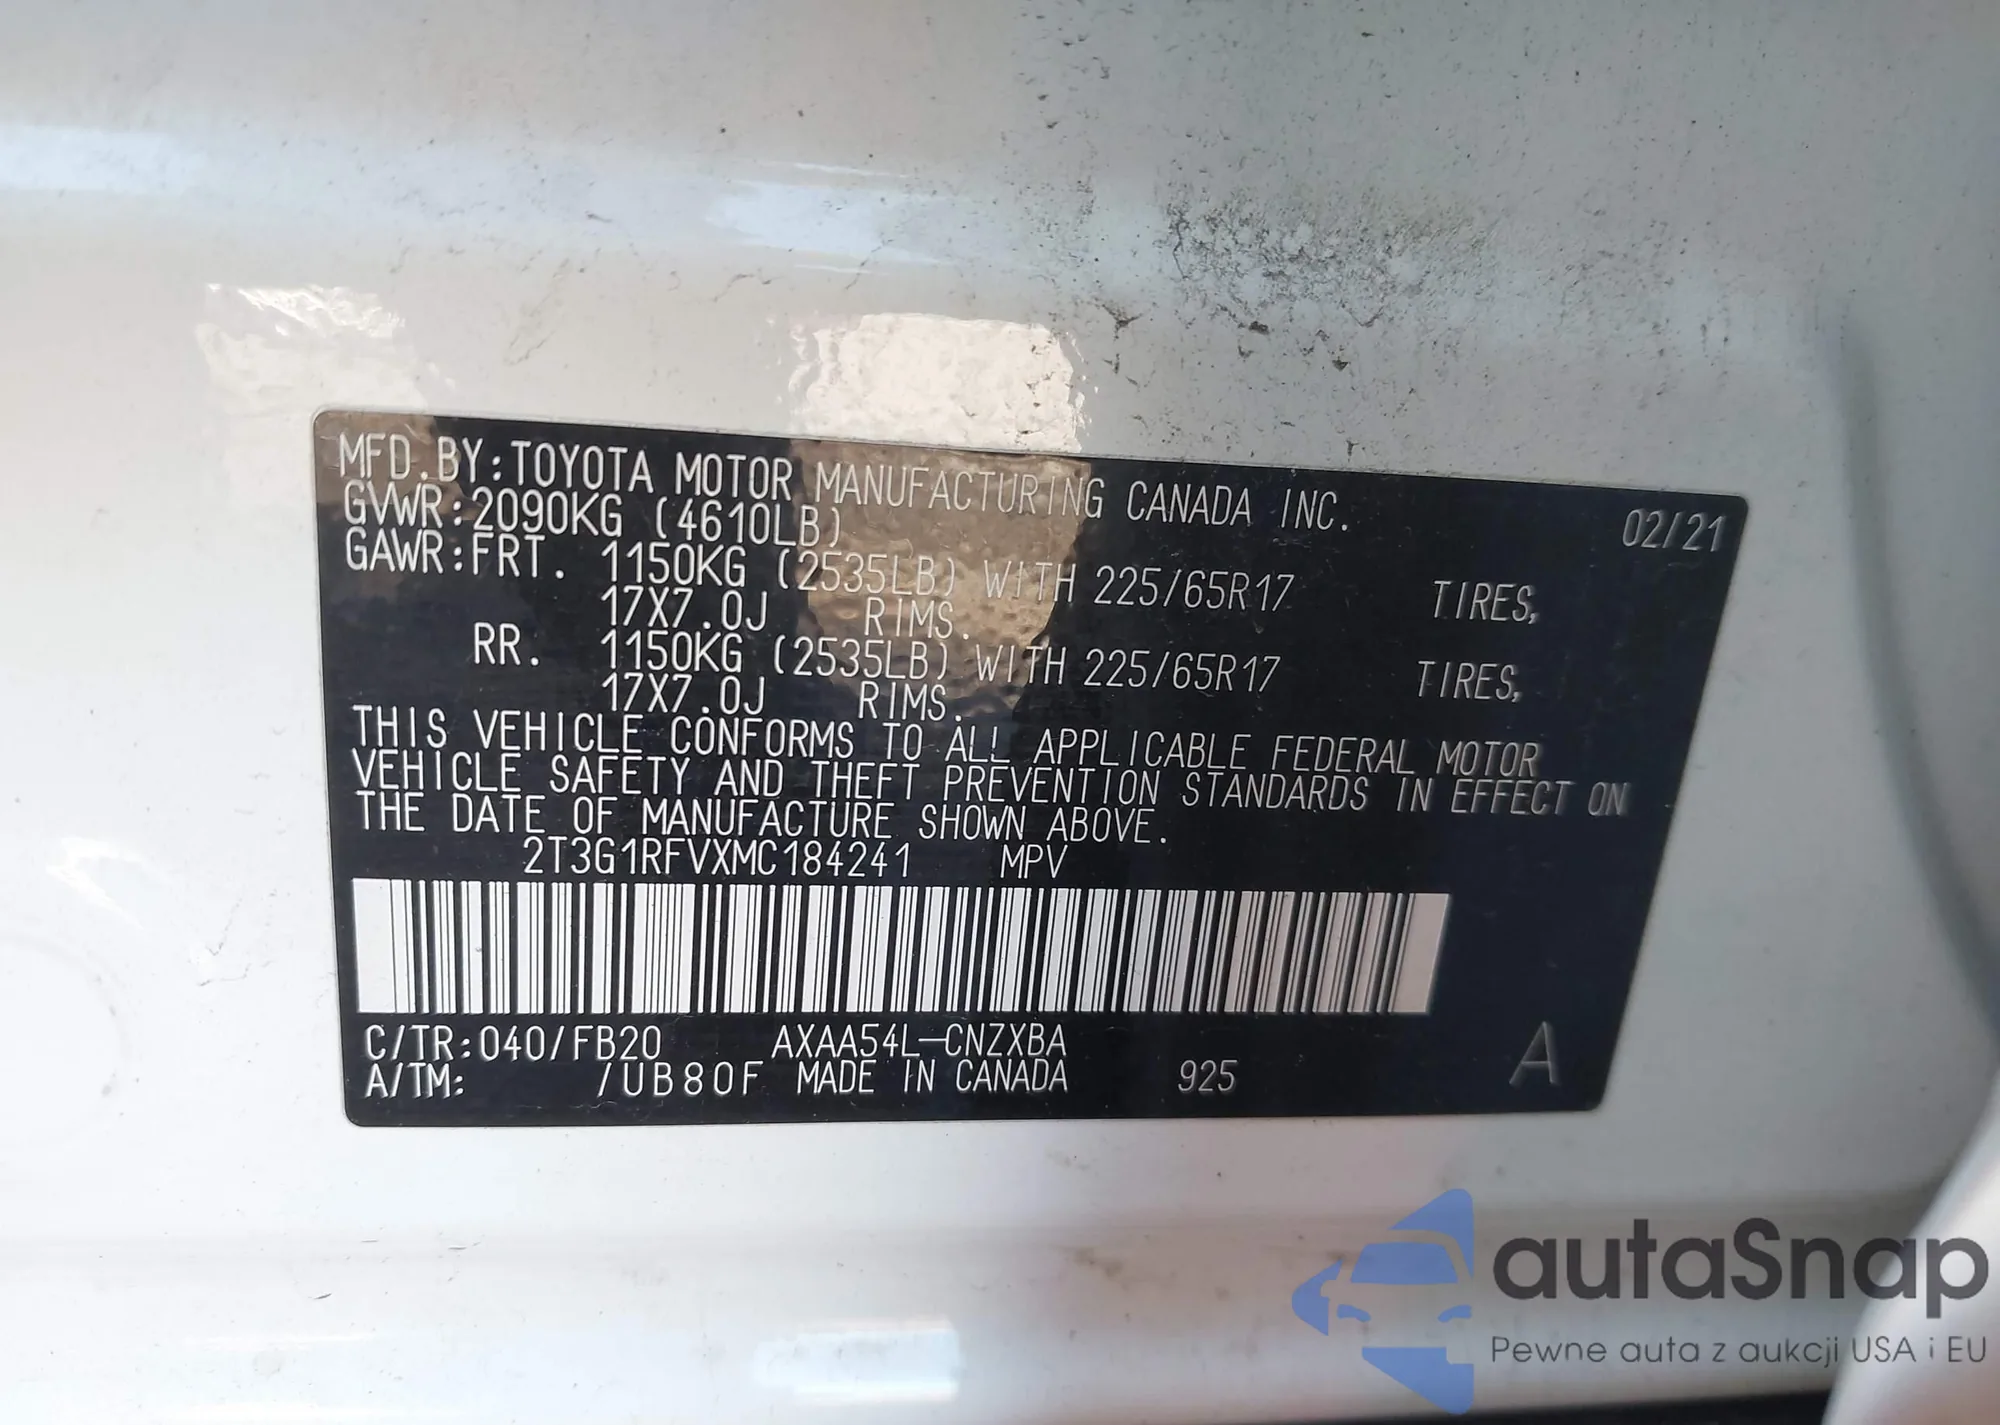 MFD.BY:TOYOTA MOTOR MANUFACTURING CANADA INC. 02/21
GVWR:2090KG (4610LB)
GAWR:FRT. 1150KG (2535LB) WITH 225/65R17 TIRES,
17X7.0J RIMS.
RR. 1150KG (2535LB) WITH 225/65R17 TIRES,
17X7.0J RIMS.
THIS VEHICLE CONFORMS TO ALL APPLICABLE FEDERAL MOTOR
VEHICLE SAFETY AND THEFT PREVENTION STANDARDS IN EFFECT ON
THE DATE OF MANUFACTURE SHOWN ABOVE.
2T3G1RFVXMC184241 MPV
C/TR:040/FB20 AXAA54L-CNZXBA
A/TM: /UB80F MADE IN CANADA 925 A
autaSnap
Pewne auta z aukcji USA i EU